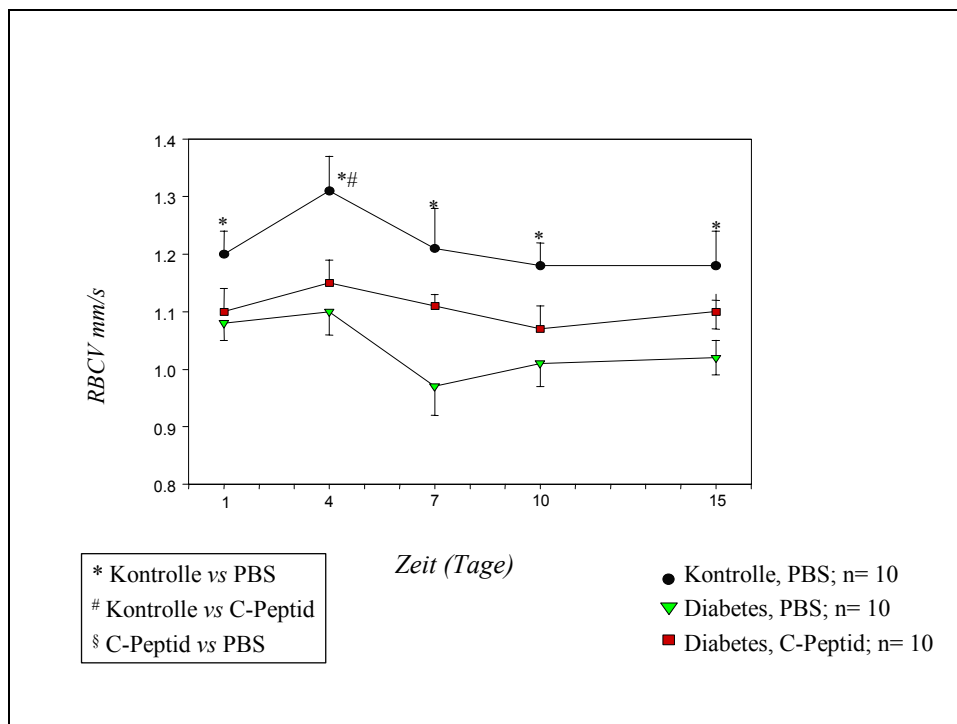 1.4
*#
1.3
* * * *
1.2
1.1
1.0
0.9
0.8
RBCV mm/s
1 4 7 10 15
Zeit (Tage)
* Kontrolle vs PBS
# Kontrolle vs C-Peptid
§ C-Peptid vs PBS
Kontrolle, PBS; n= 10
Diabetes, PBS; n= 10
Diabetes, C-Peptid; n= 10